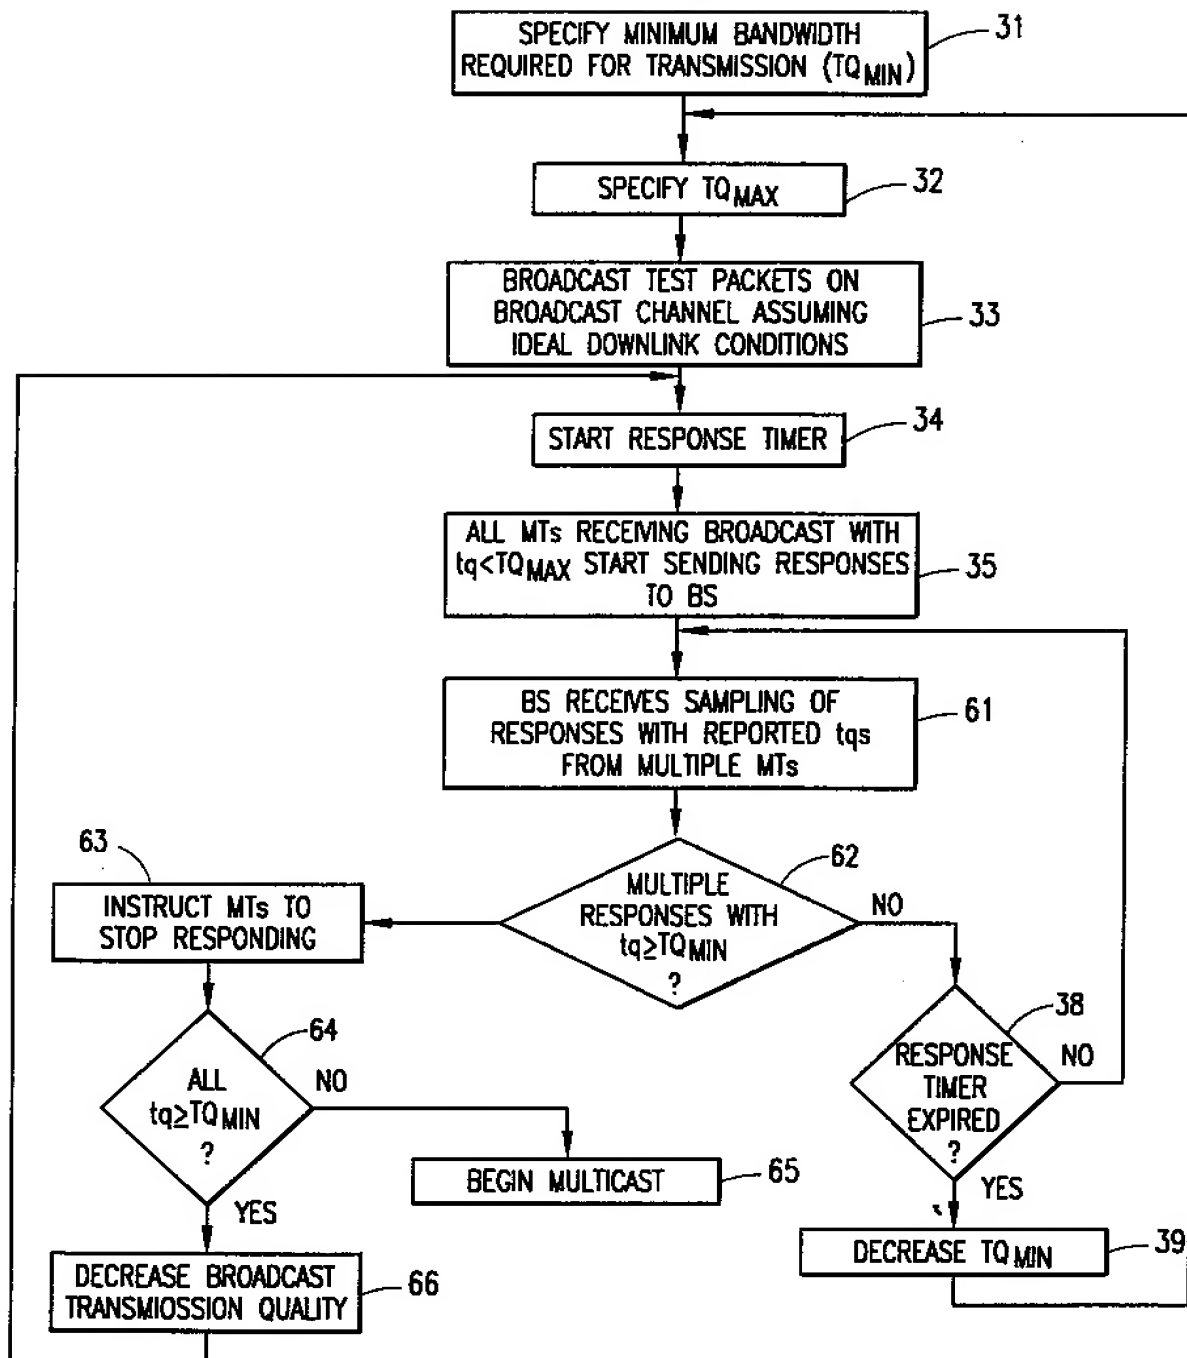 SPECIFY MINIMUM BANDWIDTH
REQUIRED FOR TRANSMISSION (TQMIN)
31
SPECIFY TQMAX
32
BROADCAST TEST PACKETS ON
BROADCAST CHANNEL ASSUMING
IDEAL DOWNLINK CONDITIONS
33
START RESPONSE TIMER
34
ALL MTs RECEIVING BROADCAST WITH
tq<TQMAX START SENDING RESPONSES
TO BS
35
BS RECEIVES SAMPLING OF
RESPONSES WITH REPORTED tqs
FROM MULTIPLE MTs
61
MULTIPLE
RESPONSES WITH
tq≥TQMIN
?
62
NO
63
INSTRUCT MTs TO
STOP RESPONDING
ALL
tq≥TQMIN
?
64
NO
YES
RESPONSE
TIMER
EXPIRED
?
38
NO
YES
BEGIN MULTICAST
65
DECREASE TQMIN
39
DECREASE BROADCAST
TRANSMIOSSION QUALITY
66